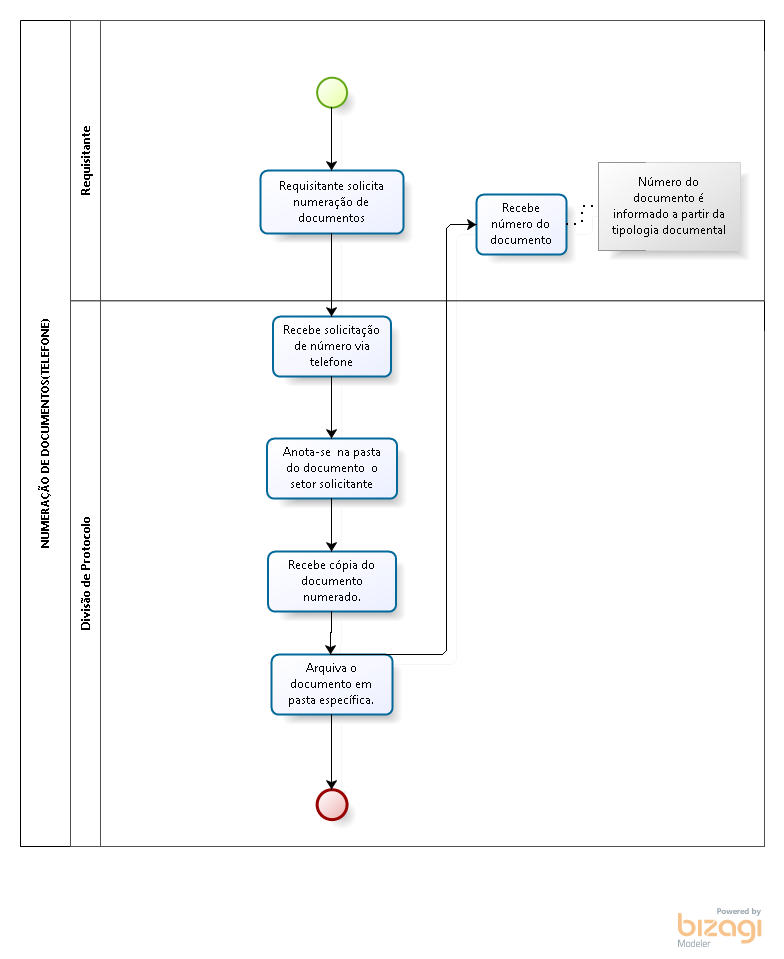 NUMERAÇÃO DE DOCUMENTOS(TELEFONE)
Requisitante
Requisitante solicita
numeração de
documentos
Recebe
número do
documento
Número do
documento é
informado a partir da
tipologia documental
Divisão de Protocolo
Recebe solicitação
de número via
telefone
Anota-se na pasta
do documento o
setor solicitante
Recebe cópia do
documento
numerado.
Arquiva o
documento em
pasta específica.
Powered by
bizagi
Modeler